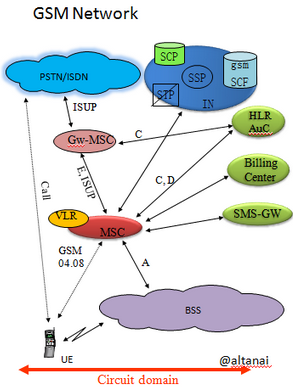 GSM Network
SCP
gsm
SCF
SSP
STP
IN
PSTN/ISDN
ISUP
Gw-MSC
C
HLR
AuC
E, ISUP
C, D
Billing
Center
VLR
MSC
SMS-GW
Call
GSM
04.08
A
BSS
UE
@altanai
Circuit domain